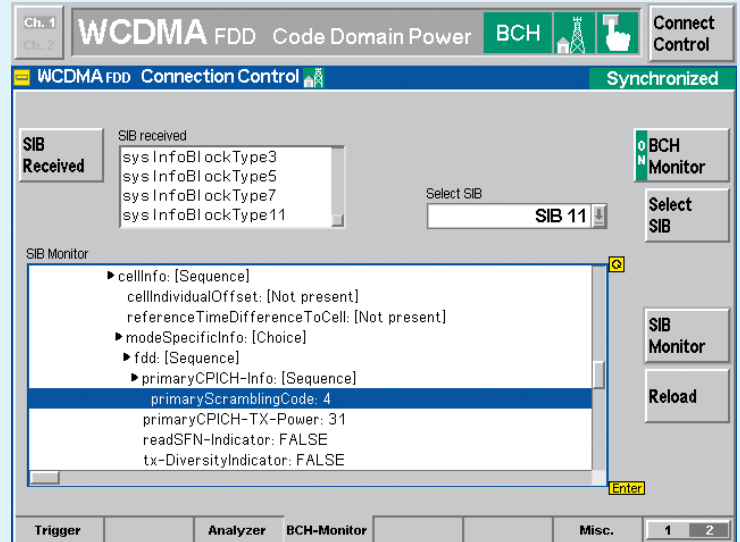 Ch. 1
Ch. 2
WCDMA FDD Code Domain Power
BCH
Connect
Control
WCDMA FDD Connection Control
Synchronized
SIB
Received
SIB received
sysInfoBlockType3
sysInfoBlockType5
sysInfoBlockType7
sysInfoBlockType11
Select SIB
SIB 11
ON
BCH
Monitor
Select
SIB
SIB Monitor
Q
cellInfo: [Sequence]
cellIndividualOffset: [Not present]
referenceTimeDifferenceToCell: [Not present]
modeSpecificInfo: [Choice]
fdd: [Sequence]
primaryCPICH-Info: [Sequence]
primaryScramblingCode: 4
primaryCPICH-TX-Power: 31
readSFN-Indicator: FALSE
tx-DiversityIndicator: FALSE
SIB
Monitor
Reload
Enter
Trigger
Analyzer
BCH-Monitor
Misc.
1 2